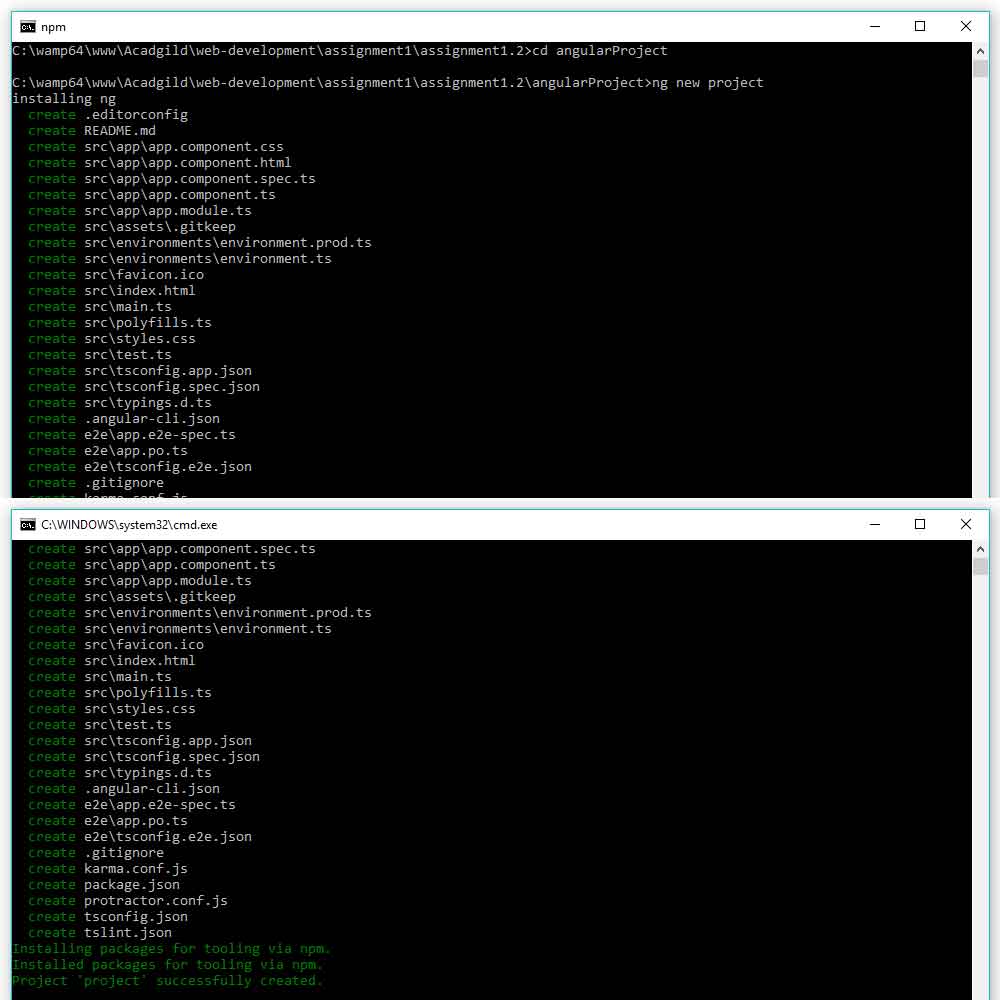 npm
C:\wamp64\www\Acadgild\web-development\assignment1\assignment1.2>cd angularProject
C:\wamp64\www\Acadgild\web-development\assignment1\assignment1.2\angularProject>ng new project
installing ng
create .editorconfig
create README.md
create src\app\app.component.css
create src\app\app.component.html
create src\app\app.component.spec.ts
create src\app\app.component.ts
create src\app\app.module.ts
create src\assets\.gitkeep
create src\environments\environment.prod.ts
create src\environments\environment.ts
create src\favicon.ico
create src\index.html
create src\main.ts
create src\polyfills.ts
create src\styles.css
create src\test.ts
create src\tsconfig.app.json
create src\tsconfig.spec.json
create src\typings.d.ts
create .angular-cli.json
create e2e\app.e2e-spec.ts
create e2e\app.po.ts
create e2e\tsconfig.e2e.json
create .gitignore
create karma.conf.js
C:\WINDOWS\system32\cmd.exe
create src\app\app.component.spec.ts
create src\app\app.component.ts
create src\app\app.module.ts
create src\assets\.gitkeep
create src\environments\environment.prod.ts
create src\environments\environment.ts
create src\favicon.ico
create src\index.html
create src\main.ts
create src\polyfills.ts
create src\styles.css
create src\test.ts
create src\tsconfig.app.json
create src\tsconfig.spec.json
create src\typings.d.ts
create .angular-cli.json
create e2e\app.e2e-spec.ts
create e2e\app.po.ts
create e2e\tsconfig.e2e.json
create .gitignore
create karma.conf.js
create package.json
create protractor.conf.js
create tsconfig.json
create tslint.json
Installing packages for tooling via npm.
Installed packages for tooling via npm.
Project 'project' successfully created.